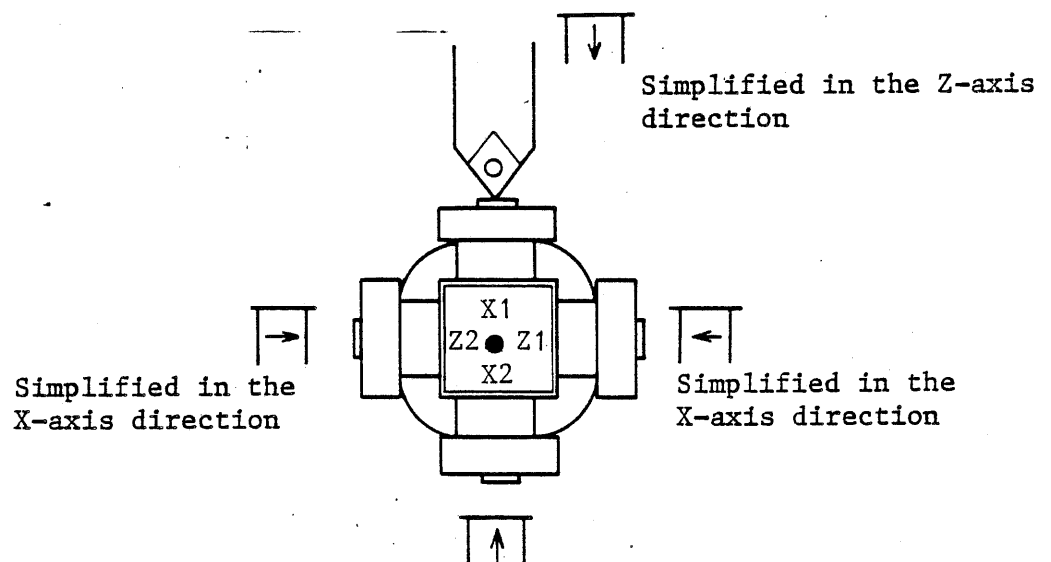 Simplified in the Z-axis
direction
X1
Z2 Z1
X2
Simplified in the
X-axis direction
Simplified in the
X-axis direction